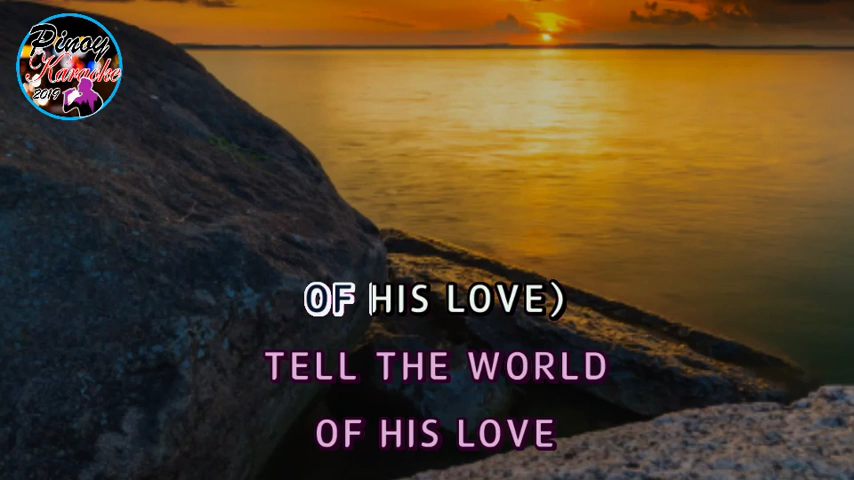 Pinoy
Karaoke
2019
OF HIS LOVE)
TELL THE WORLD
OF HIS LOVE